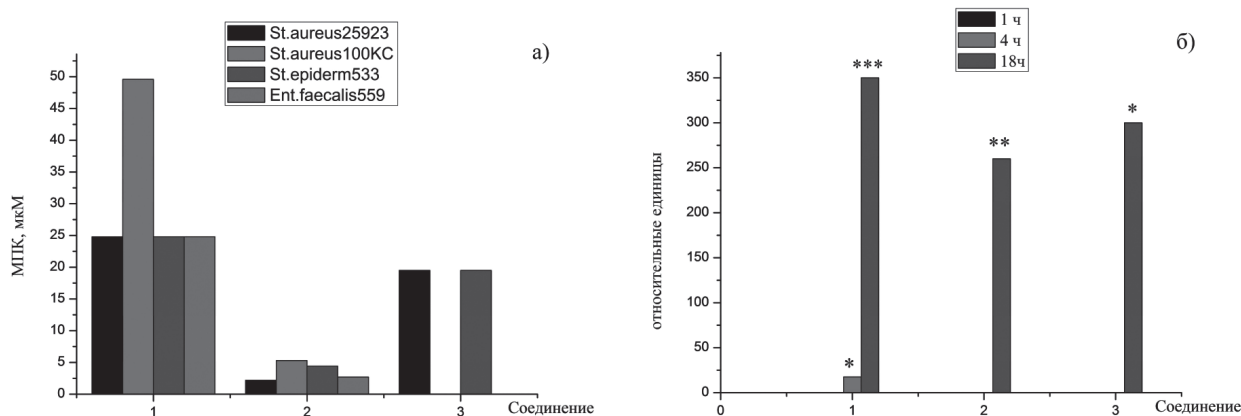 St.aureus25923
St.aureus100KC
St.epiderm533
Ent.faecalis559
а)
МПК, мкМ
50
45
40
35
30
25
20
15
10
5
0
1
2
3
Соединение
1 ч
4 ч
18ч
б)
относительные единицы
350
300
250
200
150
100
50
0
***
**
*
*
0
1
2
3
Соединение